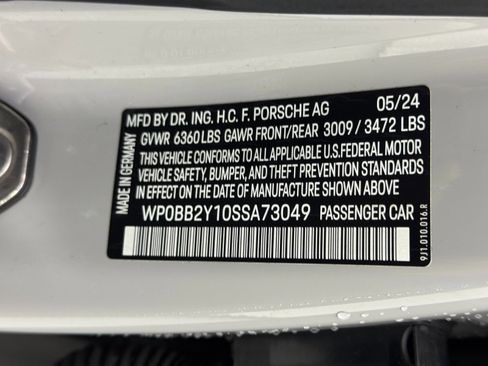 MFD BY DR. ING. H.C. F. PORSCHE AG 05/24
GVWR 6360 LBS GAWR FRONT/REAR 3009 / 3472 LBS
THIS VEHICLE CONFORMS TO ALL APPLICABLE U.S. FEDERAL MOTOR
VEHICLE SAFETY, BUMPER, AND THEFT PREVENTION STANDARDS
IN EFFECT ON THE DATE OF MANUFACTURE SHOWN ABOVE
WP0BB2Y10SSA73049 PASSENGER CAR
MADE IN GERMANY
9J1.010.016.R